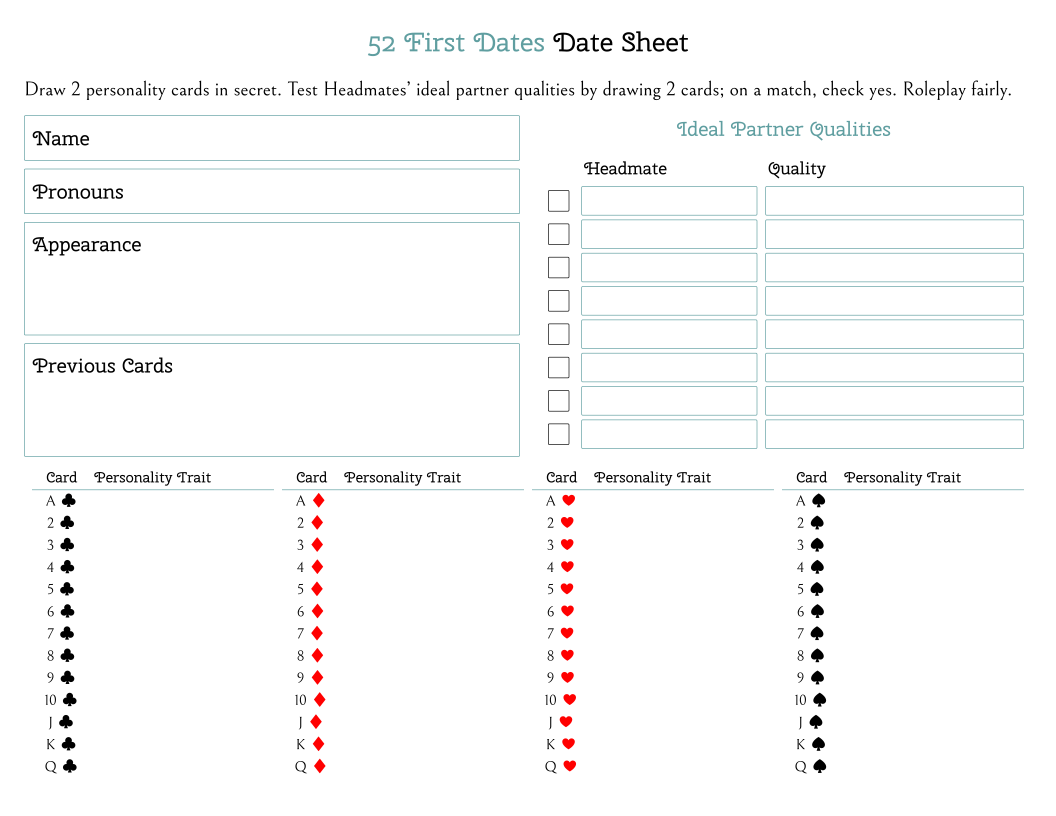 52 First Dates Date Sheet
Draw 2 personality cards in secret. Test Headmates’ ideal partner qualities by drawing 2 cards; on a match, check yes. Roleplay fairly.
Name
Pronouns
Appearance
Previous Cards
Ideal Partner Qualities
Headmate Quality
Card Personality Trait Card Personality Trait Card Personality Trait Card Personality Trait
A ♣ A ♦ A ♥ A ♠
2 ♣ 2 ♦ 2 ♥ 2 ♠
3 ♣ 3 ♦ 3 ♥ 3 ♠
4 ♣ 4 ♦ 4 ♥ 4 ♠
5 ♣ 5 ♦ 5 ♥ 5 ♠
6 ♣ 6 ♦ 6 ♥ 6 ♠
7 ♣ 7 ♦ 7 ♥ 7 ♠
8 ♣ 8 ♦ 8 ♥ 8 ♠
9 ♣ 9 ♦ 9 ♥ 9 ♠
10 ♣ 10 ♦ 10 ♥ 10 ♠
J ♣ J ♦ J ♥ J ♠
K ♣ K ♦ K ♥ K ♠
Q ♣ Q ♦ Q ♥ Q ♠